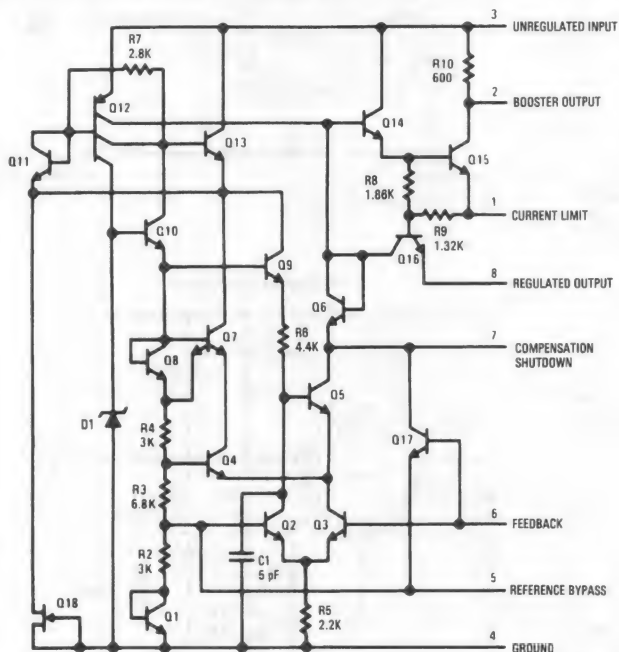 3
UNREGULATED INPUT
R7
2.8K
R10
600
Q12
2
BOOSTER OUTPUT
Q14
Q11
Q13
Q15
R8
1.86K
1
CURRENT LIMIT
Q10
R9
1.32K
Q16
Q9
8
REGULATED OUTPUT
Q6
7
COMPENSATION
SHUTDOWN
Q8
Q7
R6
4.4K
Q5
D1
R4
3K
Q17
Q4
R3
6.8K
6
FEEDBACK
Q2
Q3
R2
3K
C1
5 pF
5
REFERENCE BYPASS
Q18
Q1
R5
2.2K
4
GROUND